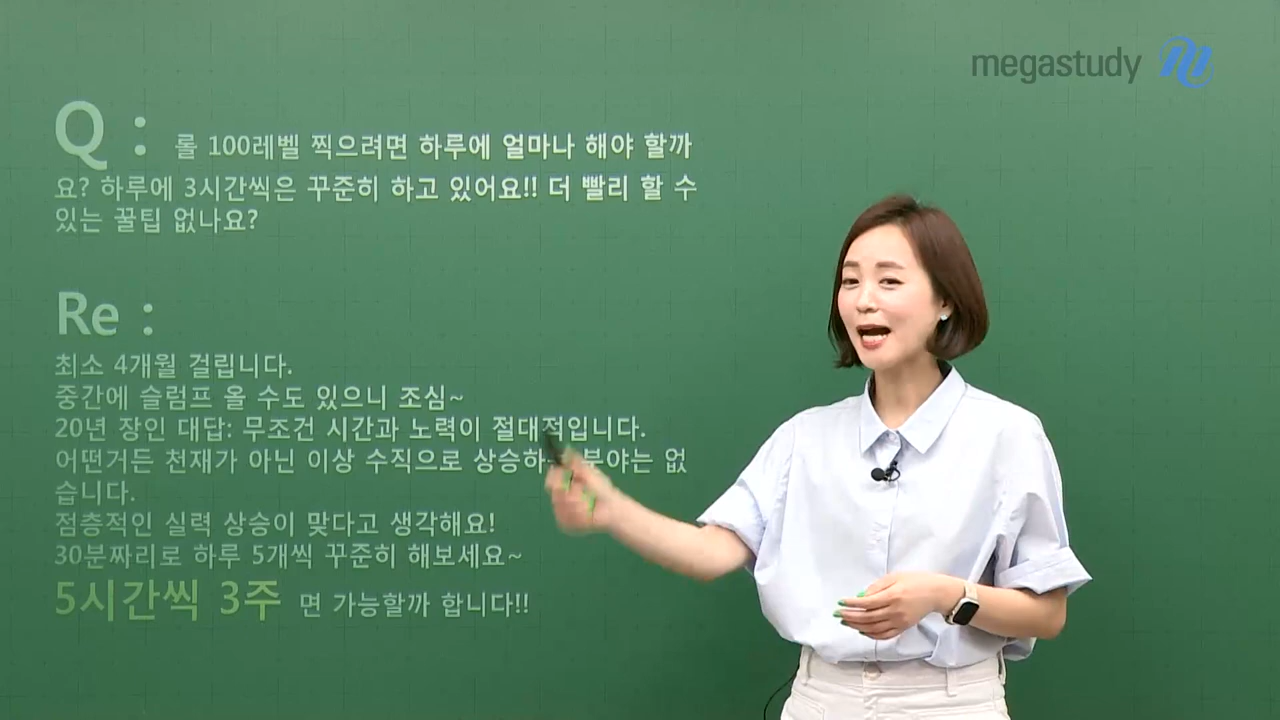 megastudy
Q : 롤 100레벨 찍으려면 하루에 얼마나 해야 할까
요? 하루에 3시간씩은 꾸준히 하고 있어요!! 더 빨리 할 수
있는 꿀팁 없나요?
Re :
최소 4개월 걸립니다.
중간에 슬럼프 올 수도 있으니 조심~
20년 장인 대답: 무조건 시간과 노력이 절대적입니다.
어떤거든 천재가 아닌 이상 수직으로 상승하 분야는 없
습니다.
점층적인 실력 상승이 맞다고 생각해요!
30분짜리로 하루 5개씩 꾸준히 해보세요~
5시간씩 3주 면 가능할까 합니다!!